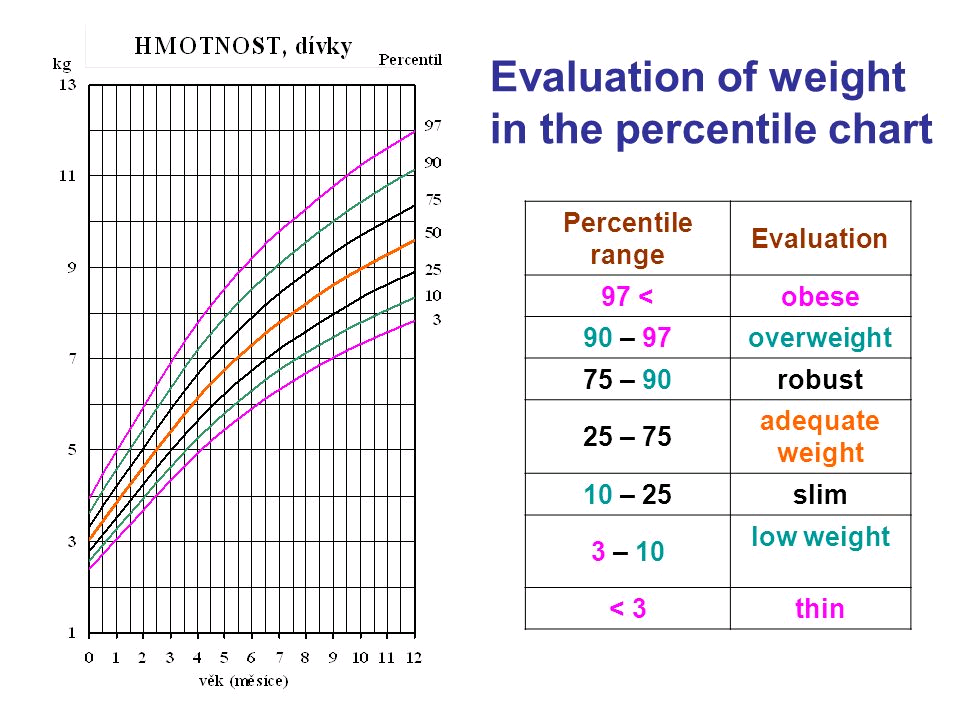 HMOTNOST, dívky
kg
Percentil
13
11
9
7
5
3
1
97
90
75
50
25
10
3
0 1 2 3 4 5 6 7 8 9 10 11 12
věk (měsíce)
Evaluation of weight
in the percentile chart
Percentile
range
Evaluation
97 < obese
90 – 97 overweight
75 – 90 robust
25 – 75
adequate
weight
10 – 25 slim
3 – 10 low weight
< 3 thin